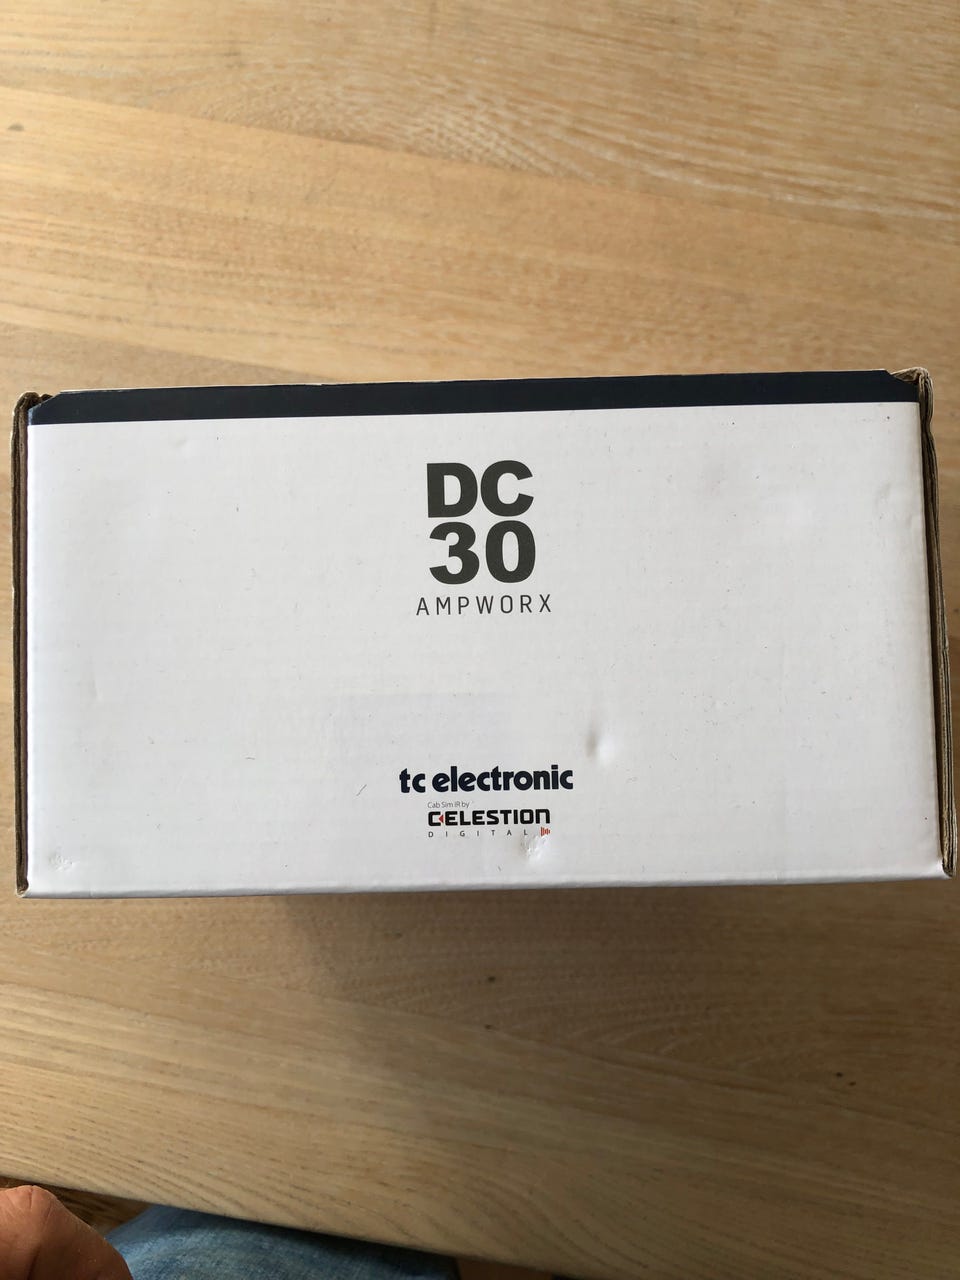 DC
30
AMPWORX
tc electronic
Cab Sim IR by
CELESTION
DIGITAL